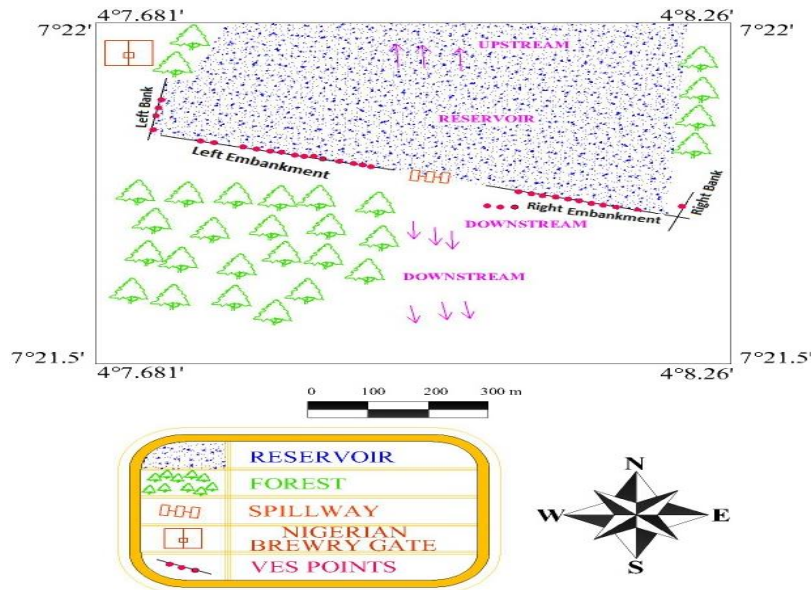 4°7.681'
4°8.26'
7°22'
7°22'
UPSTREAM
Left Bank
RESERVOIR
Left Embankment
Right Bank
Right Embankment
DOWNSTREAM
DOWNSTREAM
7°21.5'
7°21.5'
4°7.681'
4°8.26'
0 100 200 300 m
RESERVOIR
FOREST
SPILLWAY
NIGERIAN
BREWRY GATE
VES POINTS
N
W E
S